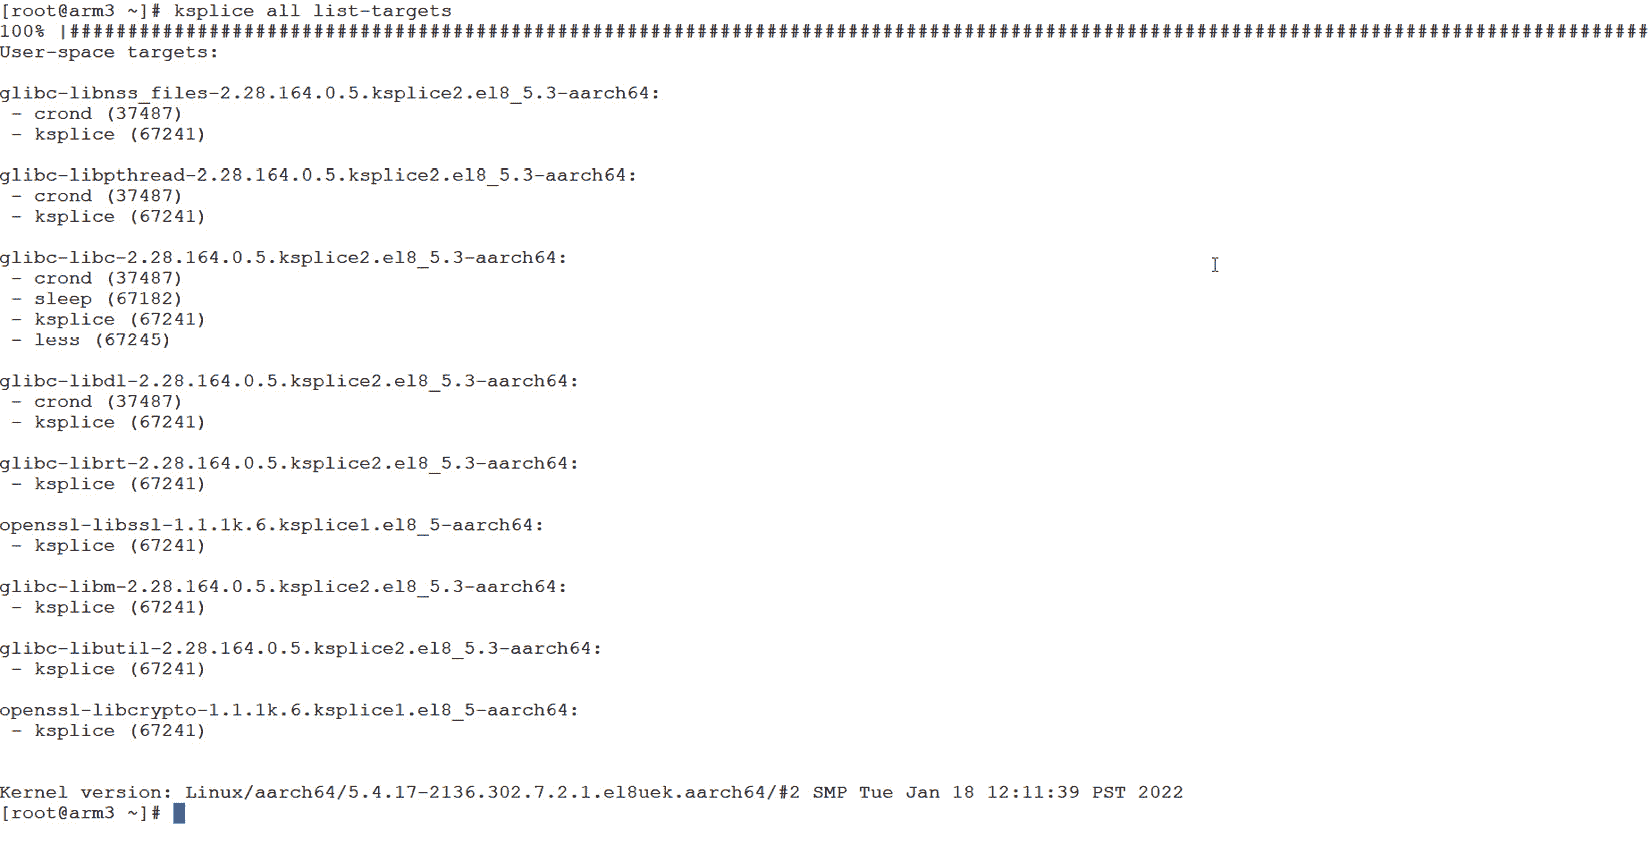 [root@arm3 ~]# ksplice all list-targets
100% |#######################################################################################################################################
User-space targets:
glibc-libnss_files-2.28.164.0.5.ksplice2.el8_5.3-aarch64:
- crond (37487)
- ksplice (67241)
glibc-libpthread-2.28.164.0.5.ksplice2.el8_5.3-aarch64:
- crond (37487)
- ksplice (67241)
glibc-libc-2.28.164.0.5.ksplice2.el8_5.3-aarch64:
- crond (37487)
- sleep (67182)
- ksplice (67241)
- less (67245)
glibc-libdl-2.28.164.0.5.ksplice2.el8_5.3-aarch64:
- crond (37487)
- ksplice (67241)
glibc-librt-2.28.164.0.5.ksplice2.el8_5.3-aarch64:
- ksplice (67241)
openssl-libssl-1.1.1k.6.ksplice1.el8_5-aarch64:
- ksplice (67241)
glibc-libm-2.28.164.0.5.ksplice2.el8_5.3-aarch64:
- ksplice (67241)
glibc-libutil-2.28.164.0.5.ksplice2.el8_5.3-aarch64:
- ksplice (67241)
openssl-libcrypto-1.1.1k.6.ksplice1.el8_5-aarch64:
- ksplice (67241)
Kernel version: Linux/aarch64/5.4.17-2136.302.7.2.1.el8uek.aarch64/#2 SMP Tue Jan 18 12:11:39 PST 2022
[root@arm3 ~]#